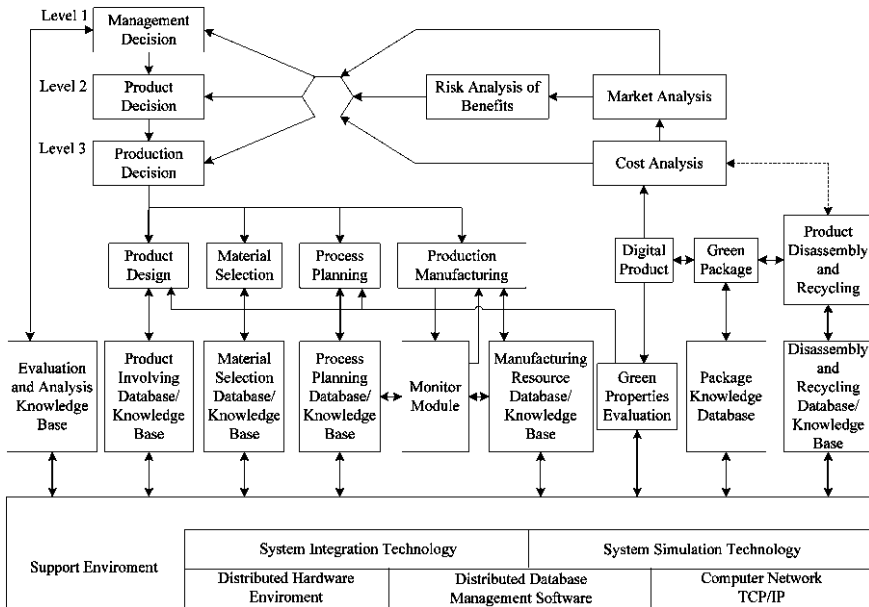 Level 1
Management
Decision
Level 2
Product
Decision
Risk Analysis of
Benefits
Market Analysis
Level 3
Production
Decision
Cost Analysis
Product
Design
Material
Selection
Process
Planning
Production
Manufacturing
Digital
Product
Green
Package
Product
Disassembly
and
Recycling
Evaluation
and Analysis
Knowledge
Base
Product
Involving
Database/
Knowledge
Base
Material
Selection
Database/
Knowledge
Base
Process
Planning
Database/
Knowledge
Base
Monitor
Module
Manufacturing
Resource
Database/
Knowledge
Base
Green
Properties
Evaluation
Package
Knowledge
Database
Disassembly
and
Recycling
Database/
Knowledge
Base
Support Enviroment
System Integration Technology
System Simulation Technology
Distributed Hardware
Enviroment
Distributed Database
Management Software
Computer Network
TCP/IP